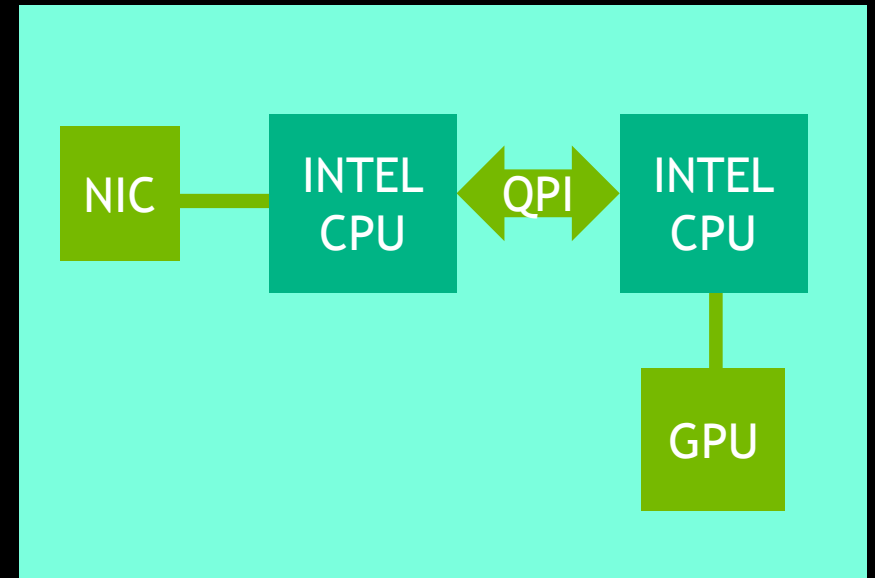 NIC
INTEL
CPU
QPI
INTEL
CPU
GPU